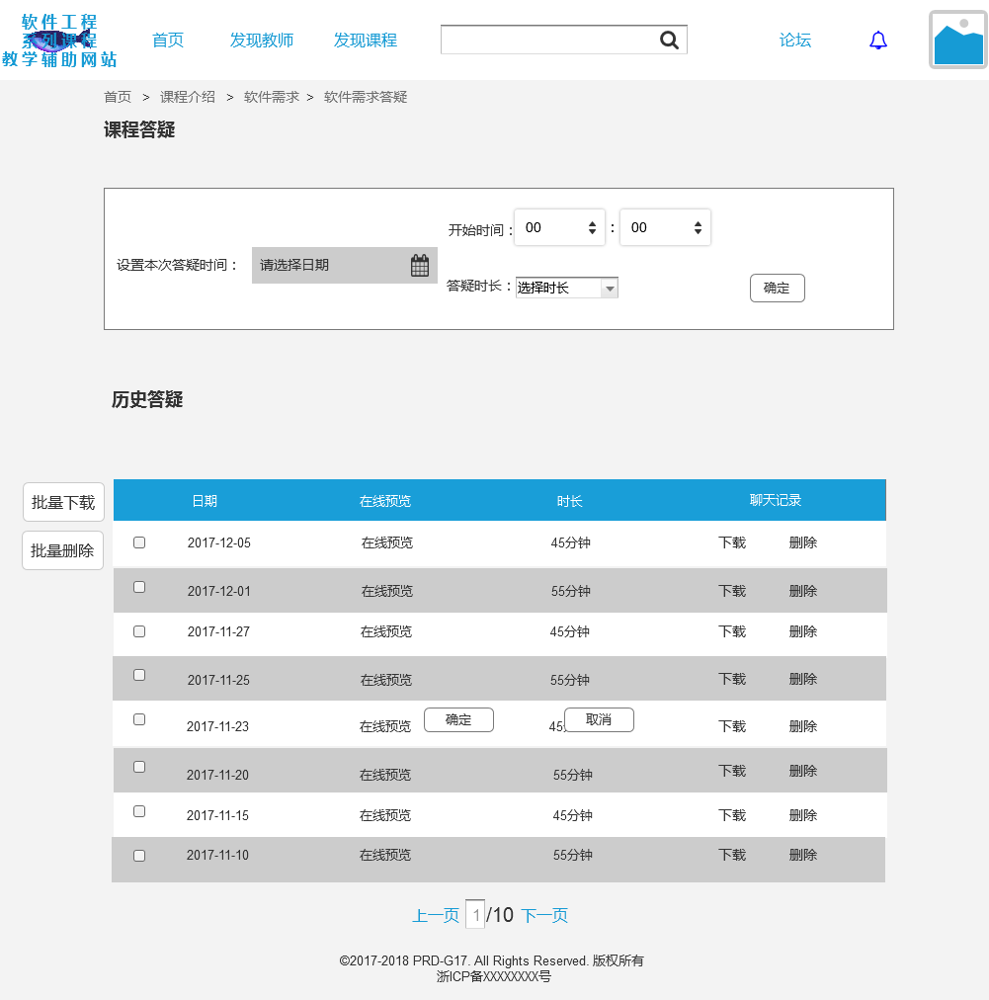 软件工程
系列课程
教学辅助网站
首页 发现教师 发现课程 论坛
首页 > 课程介绍 > 软件需求 > 软件需求答疑
课程答疑
开始时间： 00 : 00
设置本次答疑时间： 请选择日期
答疑时长： 选择时长 确定
历史答疑
批量下载
批量删除
日期 在线预览 时长 聊天记录
2017-12-05 在线预览 45分钟 下载 删除
2017-12-01 在线预览 55分钟 下载 删除
2017-11-27 在线预览 45分钟 下载 删除
2017-11-25 在线预览 55分钟 下载 删除
2017-11-23 在线预览 确定 45 取消 下载 删除
2017-11-20 在线预览 55分钟 下载 删除
2017-11-15 在线预览 45分钟 下载 删除
2017-11-10 在线预览 55分钟 下载 删除
上一页 1/10 下一页
©2017-2018 PRD-G17. All Rights Reserved. 版权所有
浙ICP备XXXXXXXX号